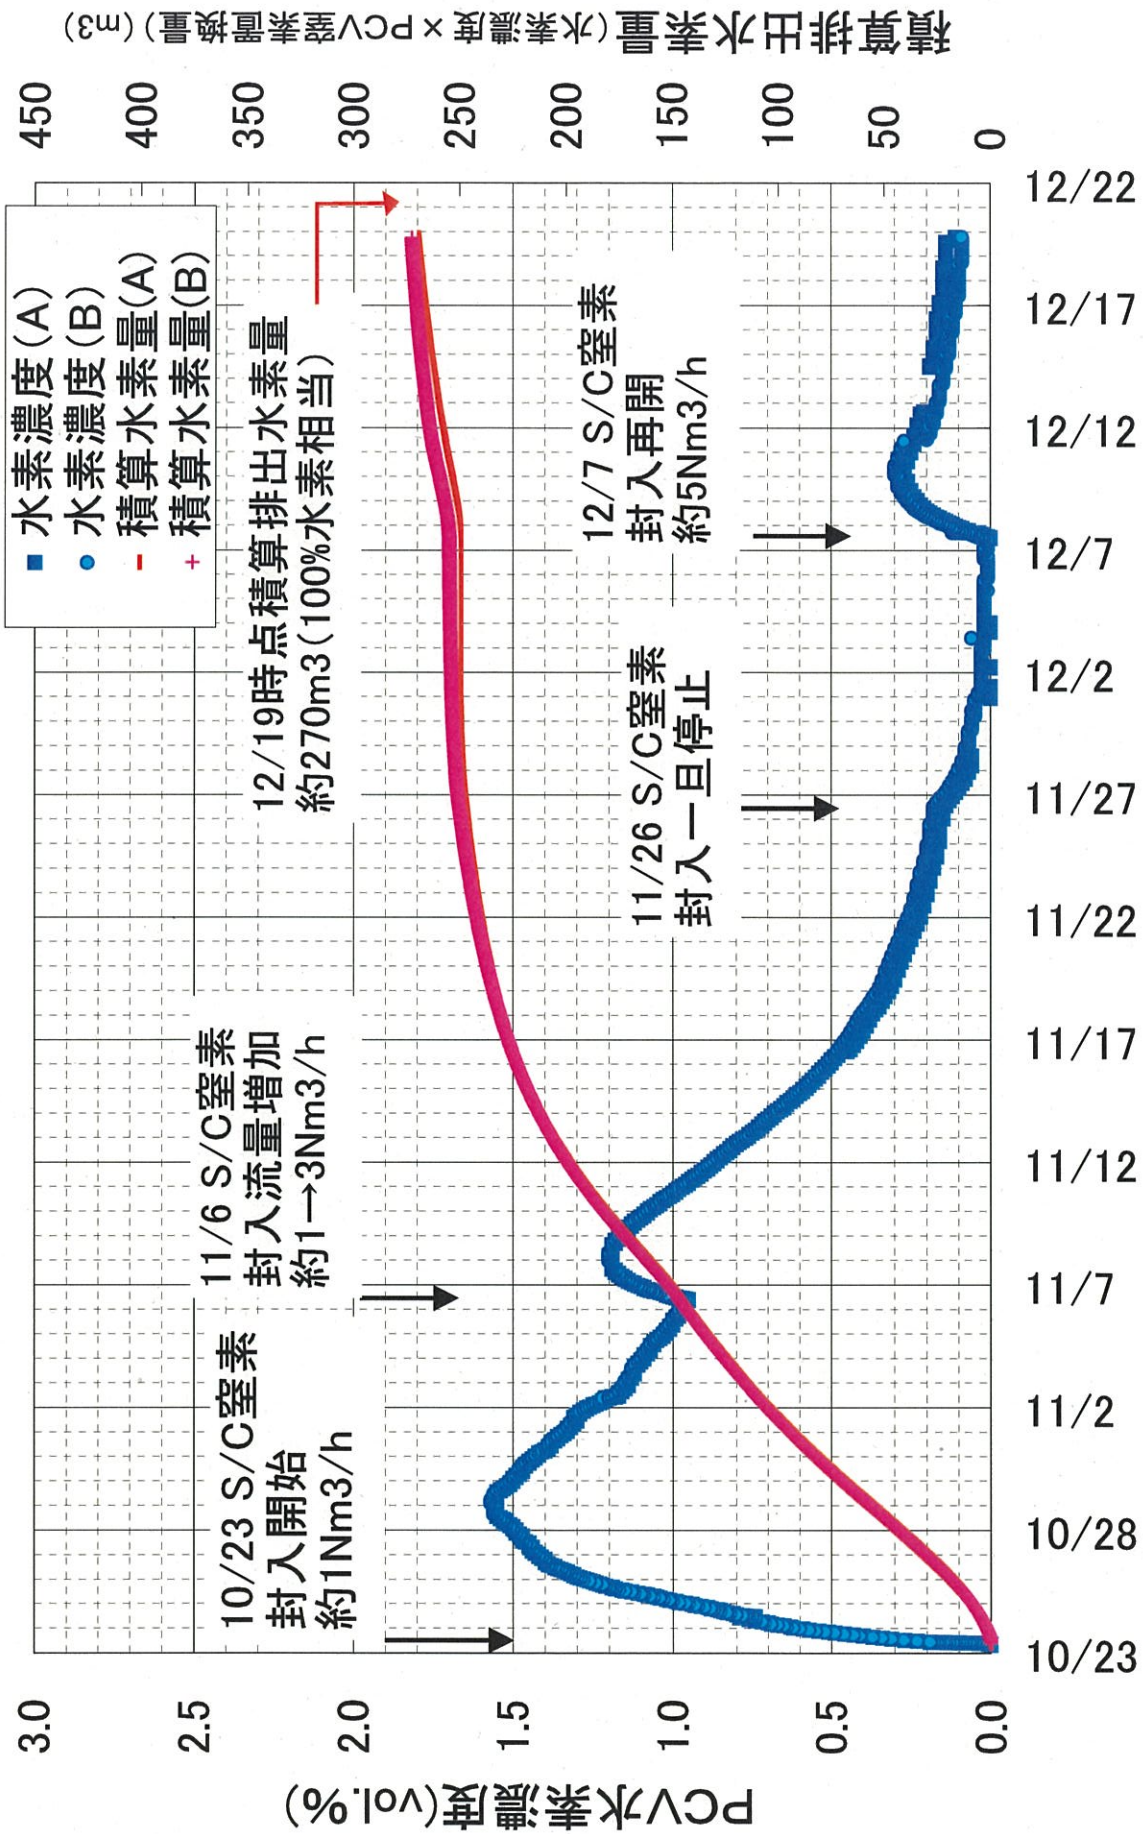 PCV水素濃度(vol.%)
3.0
2.5
2.0
1.5
1.0
0.5
0.0
10/23 S/C窒素
封入開始
約1Nm3/h
11/6 S/C窒素
封入流量増加
約1→3Nm3/h
11/26 S/C窒素
封入一旦停止
12/7 S/C窒素
封入再開
約5Nm3/h
12/19時点積算排出水素量
約270m3(100%水素相当)
水素濃度(A)
水素濃度(B)
積算水素量(A)
積算水素量(B)
450
400
350
300
250
200
150
100
50
0
積算排出水素量(水素濃度×PCV窒素置換量)(m3)
10/23
10/28
11/2
11/7
11/12
11/17
11/22
11/27
12/2
12/7
12/12
12/17
12/22